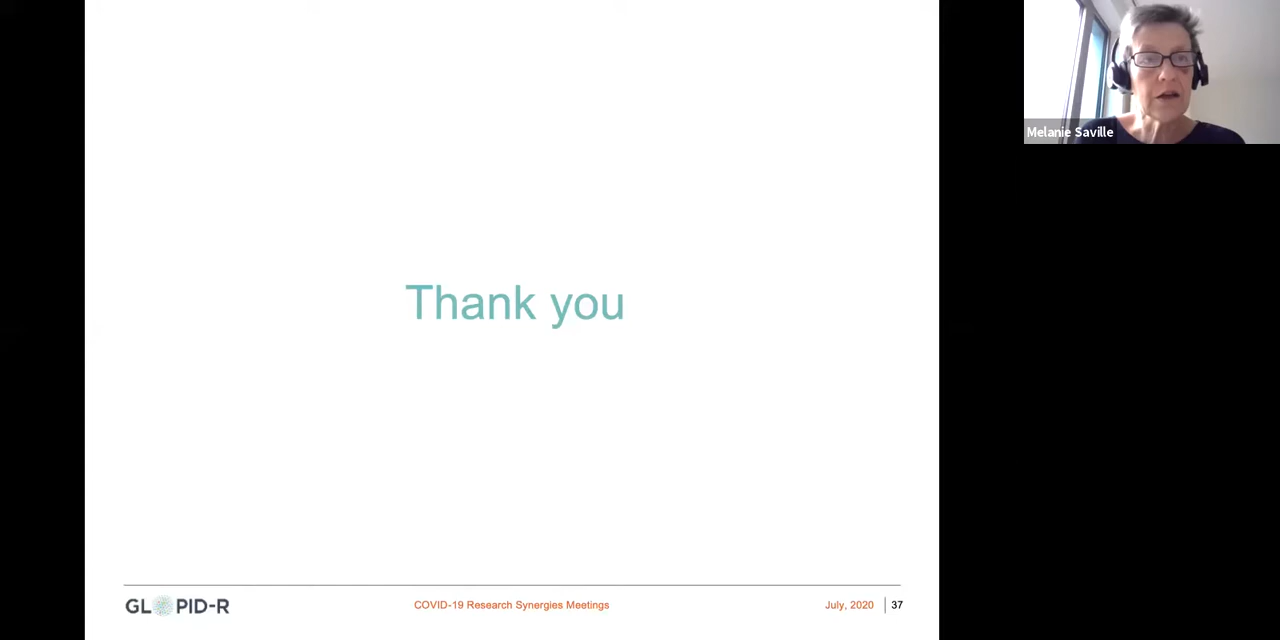 Melanie Saville
Thank you
GL PID-R
COVID-19 Research Synergies Meetings
July, 2020
37